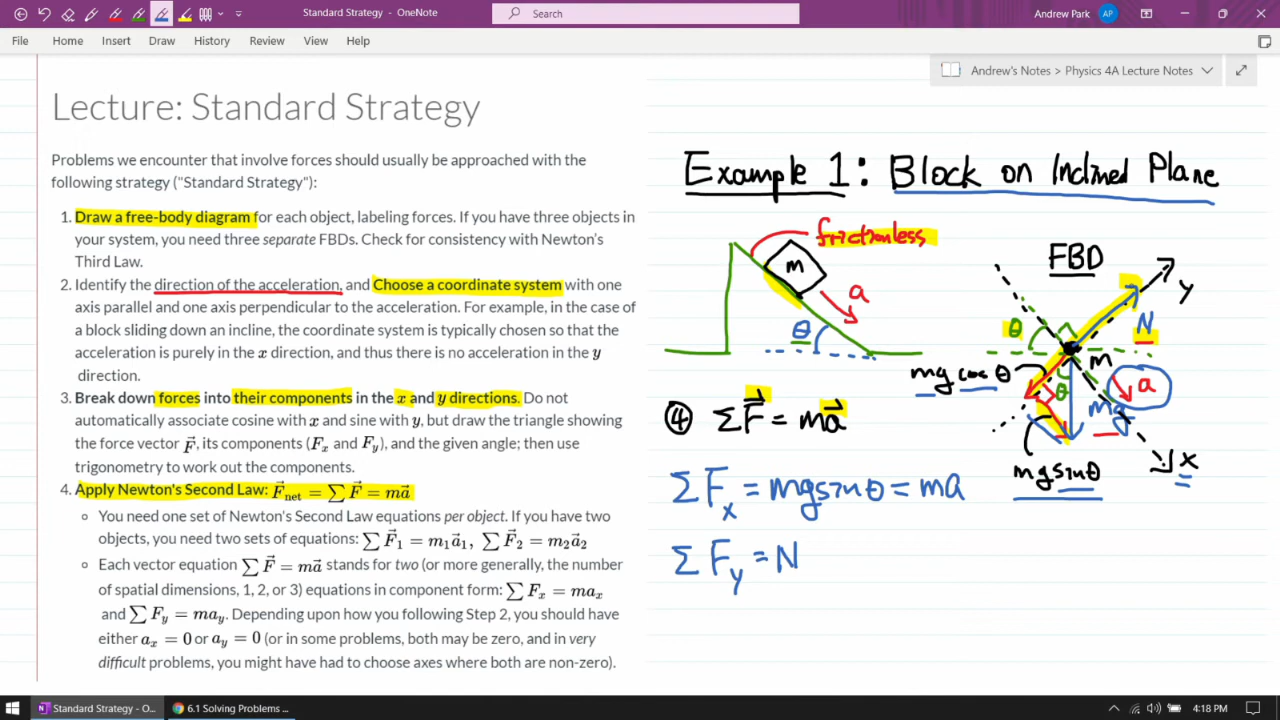 Standard Strategy - OneNote
Search
Andrew Park
AP
File Home Insert Draw History Review View Help
Andrew's Notes > Physics 4A Lecture Notes
Lecture: Standard Strategy
Problems we encounter that involve forces should usually be approached with the
following strategy ("Standard Strategy"):
1. Draw a free-body diagram for each object, labeling forces. If you have three objects in
your system, you need three separate FBDs. Check for consistency with Newton's
Third Law.
2. Identify the direction of the acceleration, and Choose a coordinate system with one
axis parallel and one axis perpendicular to the acceleration. For example, in the case of
a block sliding down an incline, the coordinate system is typically chosen so that the
acceleration is purely in the x direction, and thus there is no acceleration in the y
direction.
3. Break down forces into their components in the x and y directions. Do not
automatically associate cosine with x and sine with y, but draw the triangle showing
the force vector F⃗, its components (Fₓ and Fᵧ), and the given angle; then use
trigonometry to work out the components.
4. Apply Newton's Second Law: F⃗net = ∑ F⃗ = ma⃗
○ You need one set of Newton's Second Law equations per object. If you have two
objects, you need two sets of equations: ∑ F⃗₁ = m₁a⃗₁, ∑ F⃗₂ = m₂a⃗₂
○ Each vector equation ∑ F⃗ = ma⃗ stands for two (or more generally, the number
of spatial dimensions, 1, 2, or 3) equations in component form: ∑ Fₓ = maₓ
and ∑ Fᵧ = maᵧ. Depending upon how you following Step 2, you should have
either aₓ = 0 or aᵧ = 0 (or in some problems, both may be zero, and in very
difficult problems, you might have had to choose axes where both are non-zero).
Example 1: Block on Inclined Plane
frictionless
m
a
θ
FBD
y
N
θ
m
mg cos θ
θ
a
mg
x
mg sin θ
④ ∑F⃗ = ma⃗
∑Fₓ = mg sin θ = ma
∑Fᵧ = N
Standard Strategy - O...
6.1 Solving Problems ...
4:18 PM